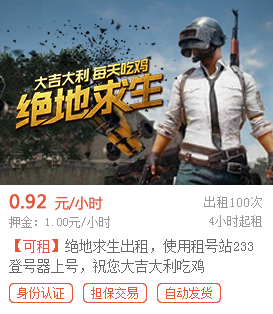 大吉大利 每天吃鸡
绝地求生
0.92 元/小时
出租100次
押金：1.00元/小时
4小时起租
【可租】绝地求生出租，使用租号站233
登号器上号，祝您大吉大利吃鸡
身份认证 担保交易 自动发货